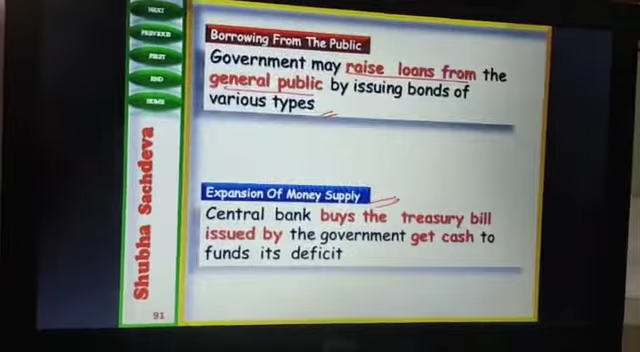 NEXT
PREVIOUS
FIRST
END
HOME
Shubha Sachdeva
91
Borrowing From The Public
Government may raise loans from the
general public by issuing bonds of
various types
Expansion Of Money Supply
Central bank buys the treasury bill
issued by the government get cash to
funds its deficit